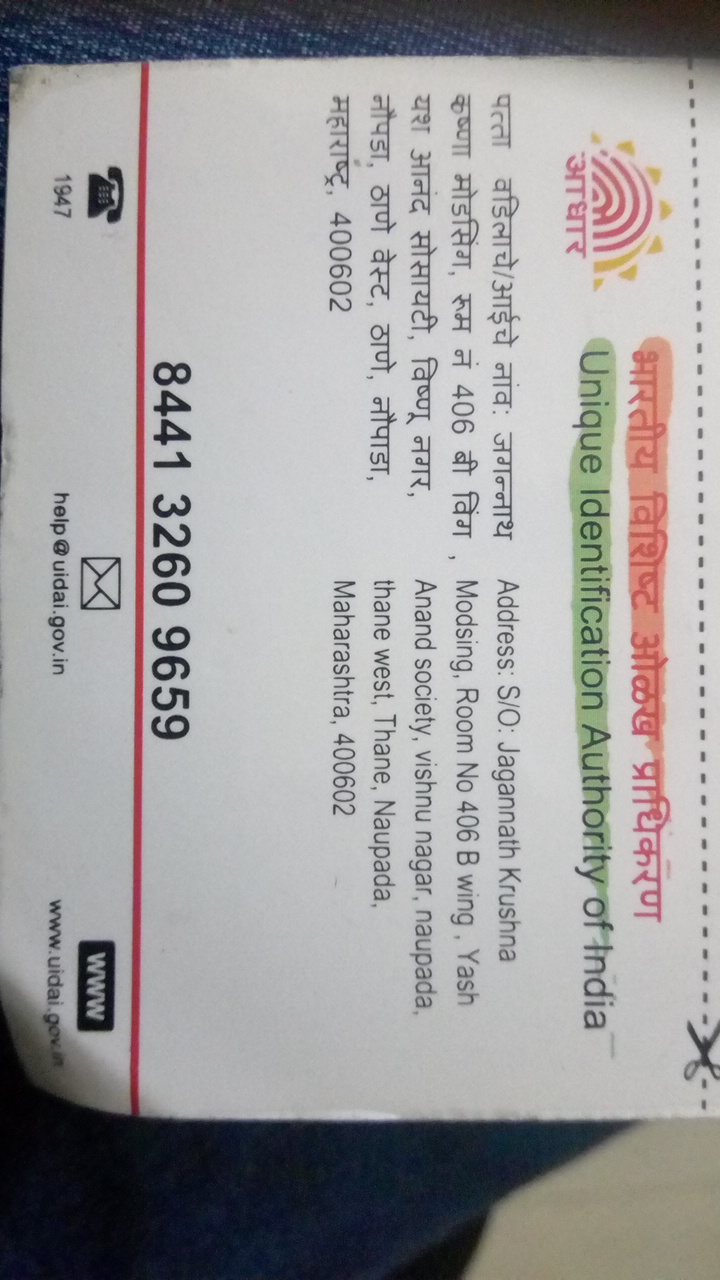 भारतीय विशिष्ट ओळख प्राधिकरण
Unique Identification Authority of India
आधार
पत्ता वडिलाचे/आईचे नांव: जगन्नाथ
कृष्णा मोडसिंग, रूम नं 406 बी विंग ,
यश आनंद सोसायटी, विष्णू नगर,
नौपडा, ठाणे वेस्ट, ठाणे, नौपाडा,
महाराष्ट्र, 400602
Address: S/O: Jagannath Krushna
Modsing, Room No 406 B wing , Yash
Anand society, vishnu nagar, naupada,
thane west, Thane, Naupada,
Maharashtra, 400602
8441 3260 9659
1947
help@uidai.gov.in
www
www.uidai.gov.in